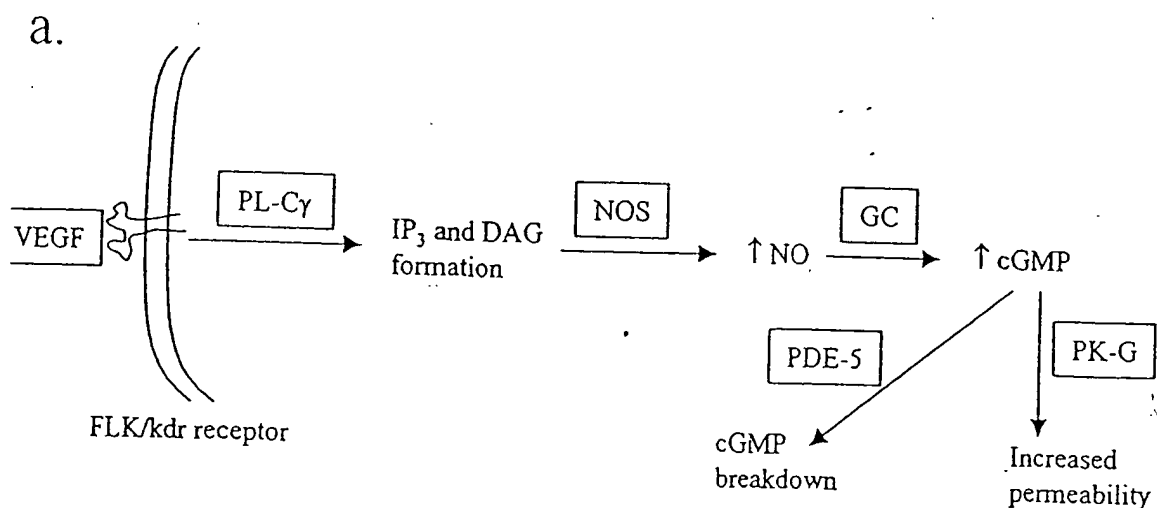 a.
VEGF
PL-Cγ
IP₃ and DAG
formation
NOS
↑ NO
GC
↑ cGMP
PDE-5
PK-G
FLK/kdr receptor
cGMP
breakdown
Increased
permeability